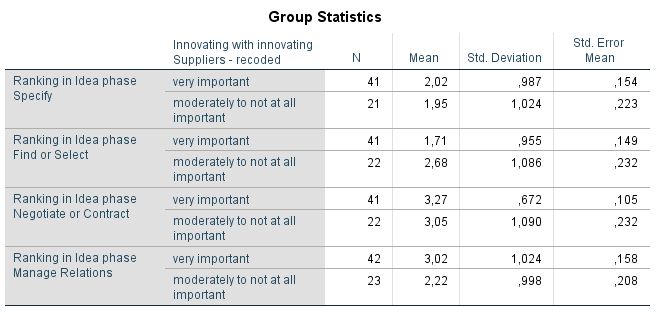 Group Statistics
Innovating with innovating
Suppliers - recoded N Mean Std. Deviation Std. Error
Mean
Ranking in Idea phase
Specify very important 41 2,02 ,987 ,154
moderately to not at all
important 21 1,95 1,024 ,223
Ranking in Idea phase
Find or Select very important 41 1,71 ,955 ,149
moderately to not at all
important 22 2,68 1,086 ,232
Ranking in Idea phase
Negotiate or Contract very important 41 3,27 ,672 ,105
moderately to not at all
important 22 3,05 1,090 ,232
Ranking in Idea phase
Manage Relations very important 42 3,02 1,024 ,158
moderately to not at all
important 23 2,22 ,998 ,208